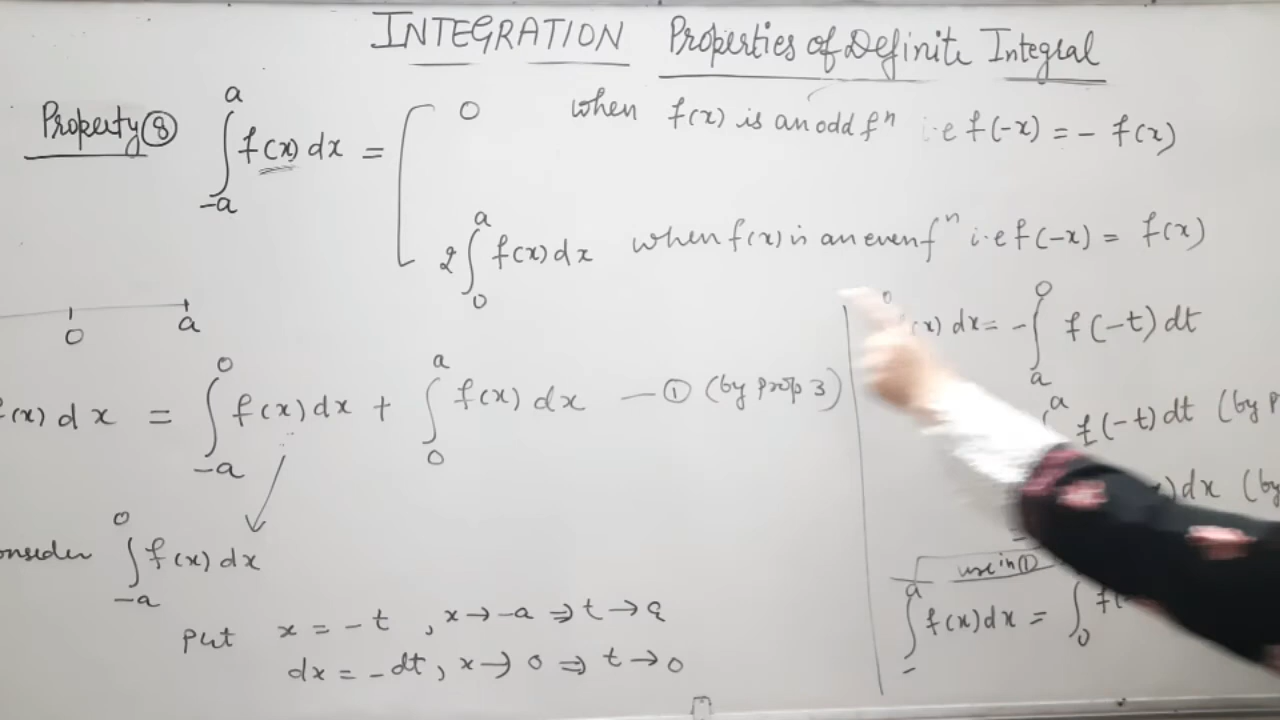 INTEGRATION Properties of Definite Integral
Property ⑧ ∫_{-a}^{a} f(x) dx = [ 0 when f(x) is an odd fⁿ i.e f(-x) = - f(x)
2∫_{0}^{a} f(x) dx when f(x) is an even fⁿ i.e f(-x) = f(x)
0 a
f(x) dx = ∫_{-a}^{0} f(x) dx + ∫_{0}^{a} f(x) dx — ① (by prop 3)
∫_{-a}^{0} f(x) dx
Put x = -t , x→-a ⇒ t→a
dx = -dt , x→0 ⇒ t→0
(x) dx = -∫_{a}^{0} f(-t) dt
a f(-t) dt (by
)dx (by
=
use in ①
∫_{-}^{a} f(x) dx = ∫_{0} f(-